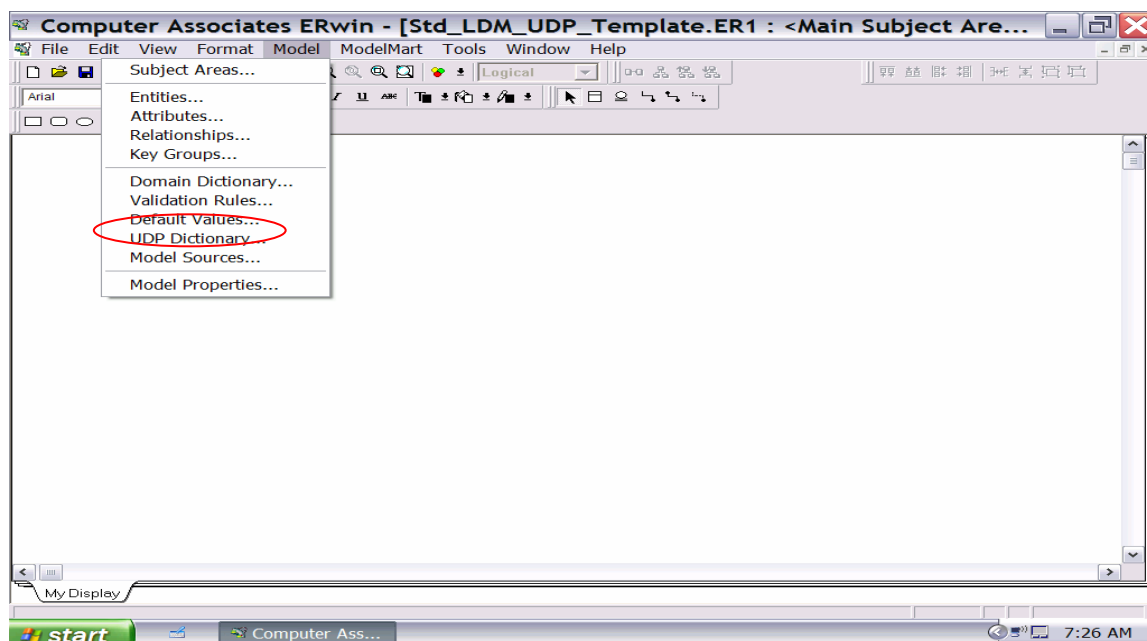 Computer Associates ERwin - [Std_LDM_UDP_Template.ER1 : <Main Subject Are...
File Edit View Format Model ModelMart Tools Window Help
Subject Areas...
Logical
Arial
Entities...
Attributes...
Relationships...
Key Groups...
Domain Dictionary...
Validation Rules...
Default Values...
UDP Dictionary...
Model Sources...
Model Properties...
My Display
start
Computer Ass...
7:26 AM